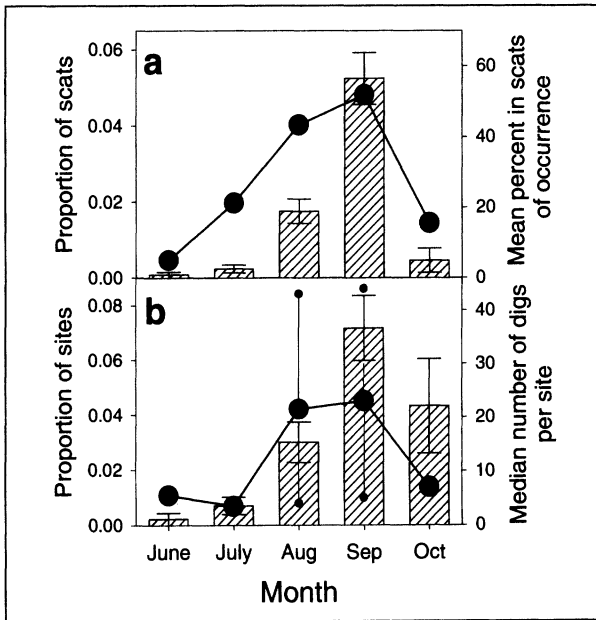 a
Proportion of scats
0.06
0.04
0.02
0.00
60
40
20
0
Mean percent in scats
of occurrence
b
Proportion of sites
0.08
0.06
0.04
0.02
0.00
40
30
20
10
0
Median number of digs
per site
June July Aug Sep Oct
Month